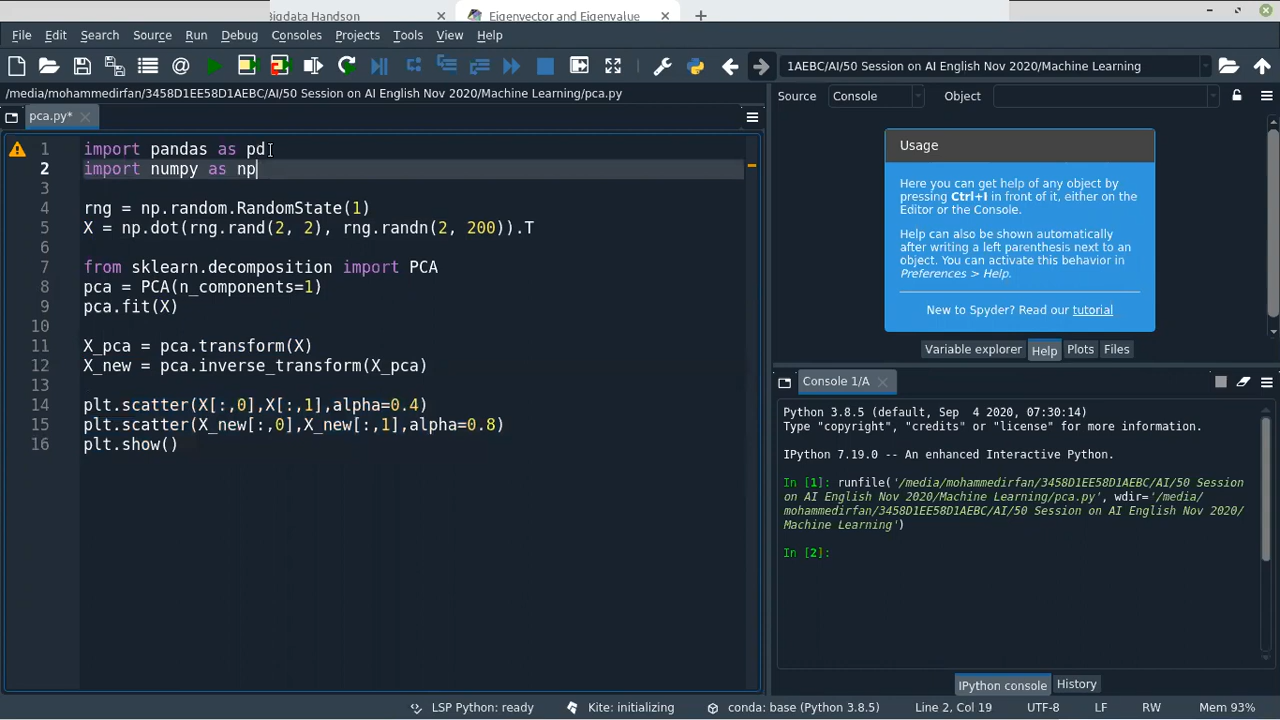 Bigdata Handson
Eigenvector and Eigenvalue
File Edit Search Source Run Debug Consoles Projects Tools View Help
1AEBC/AI/50 Session on AI English Nov 2020/Machine Learning
/media/mohammedirfan/3458D1EE58D1AEBC/AI/50 Session on AI English Nov 2020/Machine Learning/pca.py
Source Console Object
pca.py*
1 import pandas as pd
2 import numpy as np
3
4 rng = np.random.RandomState(1)
5 X = np.dot(rng.rand(2, 2), rng.randn(2, 200)).T
6
7 from sklearn.decomposition import PCA
8 pca = PCA(n_components=1)
9 pca.fit(X)
10
11 X_pca = pca.transform(X)
12 X_new = pca.inverse_transform(X_pca)
13
14 plt.scatter(X[:,0],X[:,1],alpha=0.4)
15 plt.scatter(X_new[:,0],X_new[:,1],alpha=0.8)
16 plt.show()
Usage
Here you can get help of any object by
pressing Ctrl+I in front of it, either on the
Editor or the Console.
Help can also be shown automatically
after writing a left parenthesis next to an
object. You can activate this behavior in
Preferences > Help.
New to Spyder? Read our tutorial
Variable explorer Help Plots Files
Console 1/A
Python 3.8.5 (default, Sep 4 2020, 07:30:14)
Type "copyright", "credits" or "license" for more information.
IPython 7.19.0 -- An enhanced Interactive Python.
In [1]: runfile('/media/mohammedirfan/3458D1EE58D1AEBC/AI/50 Session
on AI English Nov 2020/Machine Learning/pca.py', wdir='/media/
mohammedirfan/3458D1EE58D1AEBC/AI/50 Session on AI English Nov 2020/
Machine Learning')
In [2]:
IPython console History
LSP Python: ready Kite: initializing conda: base (Python 3.8.5) Line 2, Col 19 UTF-8 LF RW Mem 93%